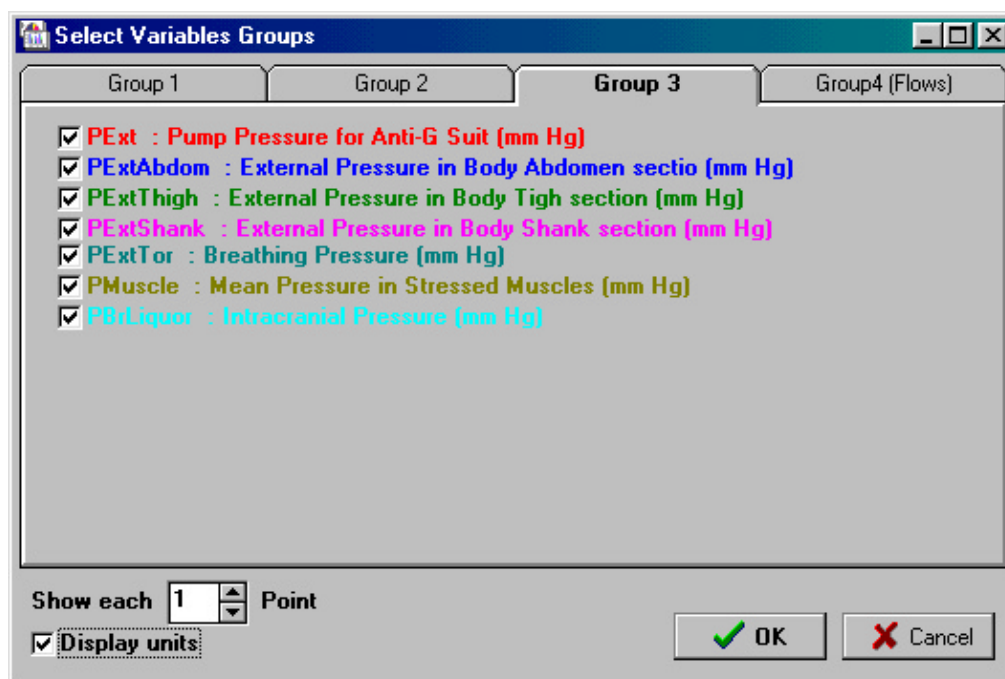 Select Variables Groups
Group 1 Group 2 Group 3 Group4 (Flows)
PExt : Pump Pressure for Anti-G Suit (mm Hg)
PExtAbdom : External Pressure in Body Abdomen sectio (mm Hg)
PExtThigh : External Pressure in Body Tigh section (mm Hg)
PExtShank : External Pressure in Body Shank section (mm Hg)
PExtTor : Breathing Pressure (mm Hg)
PMuscle : Mean Pressure in Stressed Muscles (mm Hg)
PBrLiquor : Intracranial Pressure (mm Hg)
Show each 1 Point
Display units
OK Cancel